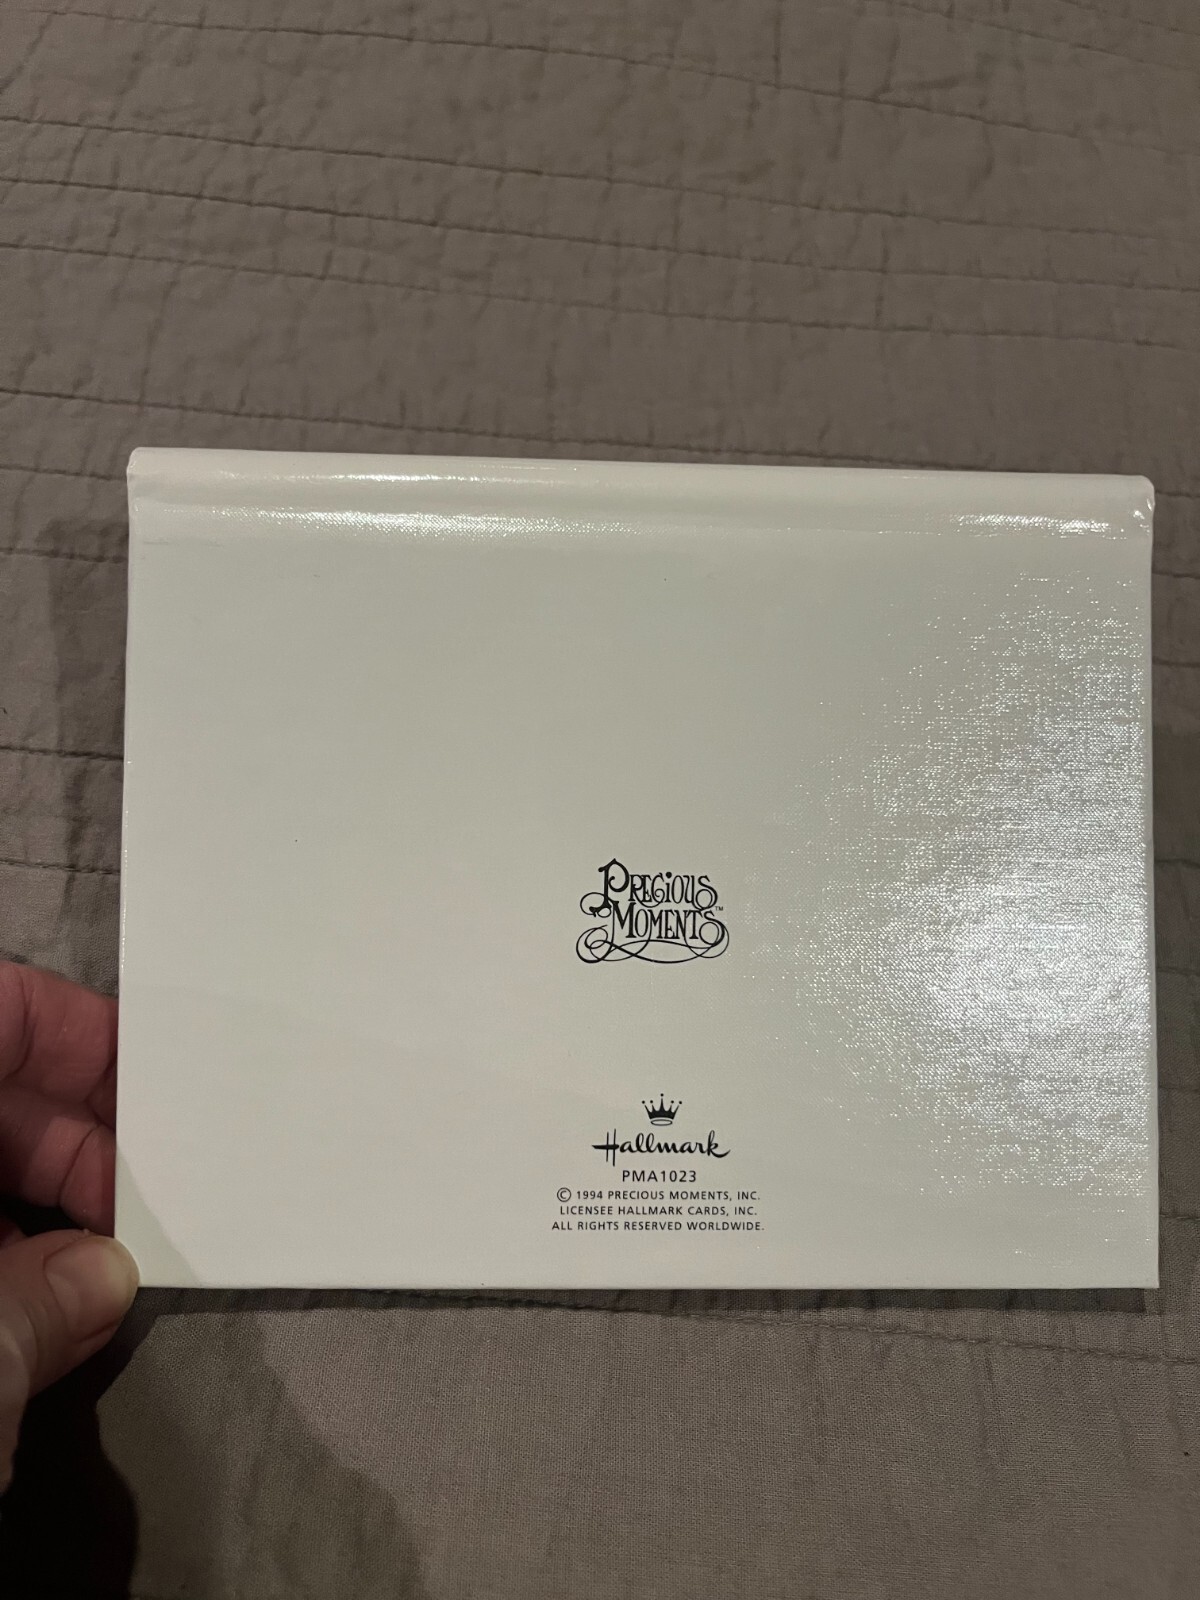 PRECIOUS
MOMENTS™
Hallmark
PMA1023
© 1994 PRECIOUS MOMENTS, INC.
LICENSEE HALLMARK CARDS, INC.
ALL RIGHTS RESERVED WORLDWIDE.